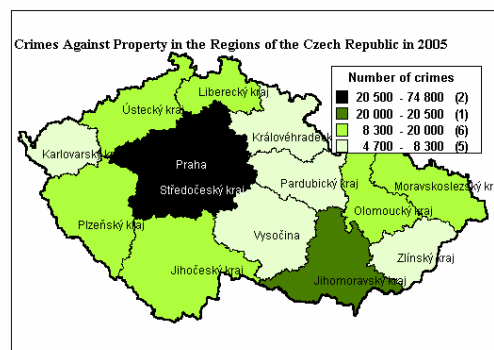 Crimes Against Property in the Regions of the Czech Republic in 2005
Number of crimes
20 500 - 74 800 (2)
20 000 - 20 500 (1)
8 300 - 20 000 (6)
4 700 - 8 300 (5)
Liberecký kraj
Ústecký kraj
Královéhradeck
Karlovarský kraj
Praha
Středočeský kraj
Pardubický kraj
Moravskoslezský kraj
Olomoucký kraj
Plzeňský kraj
Vysočina
Zlínský kraj
Jihočeský kraj
Jihomoravský kraj